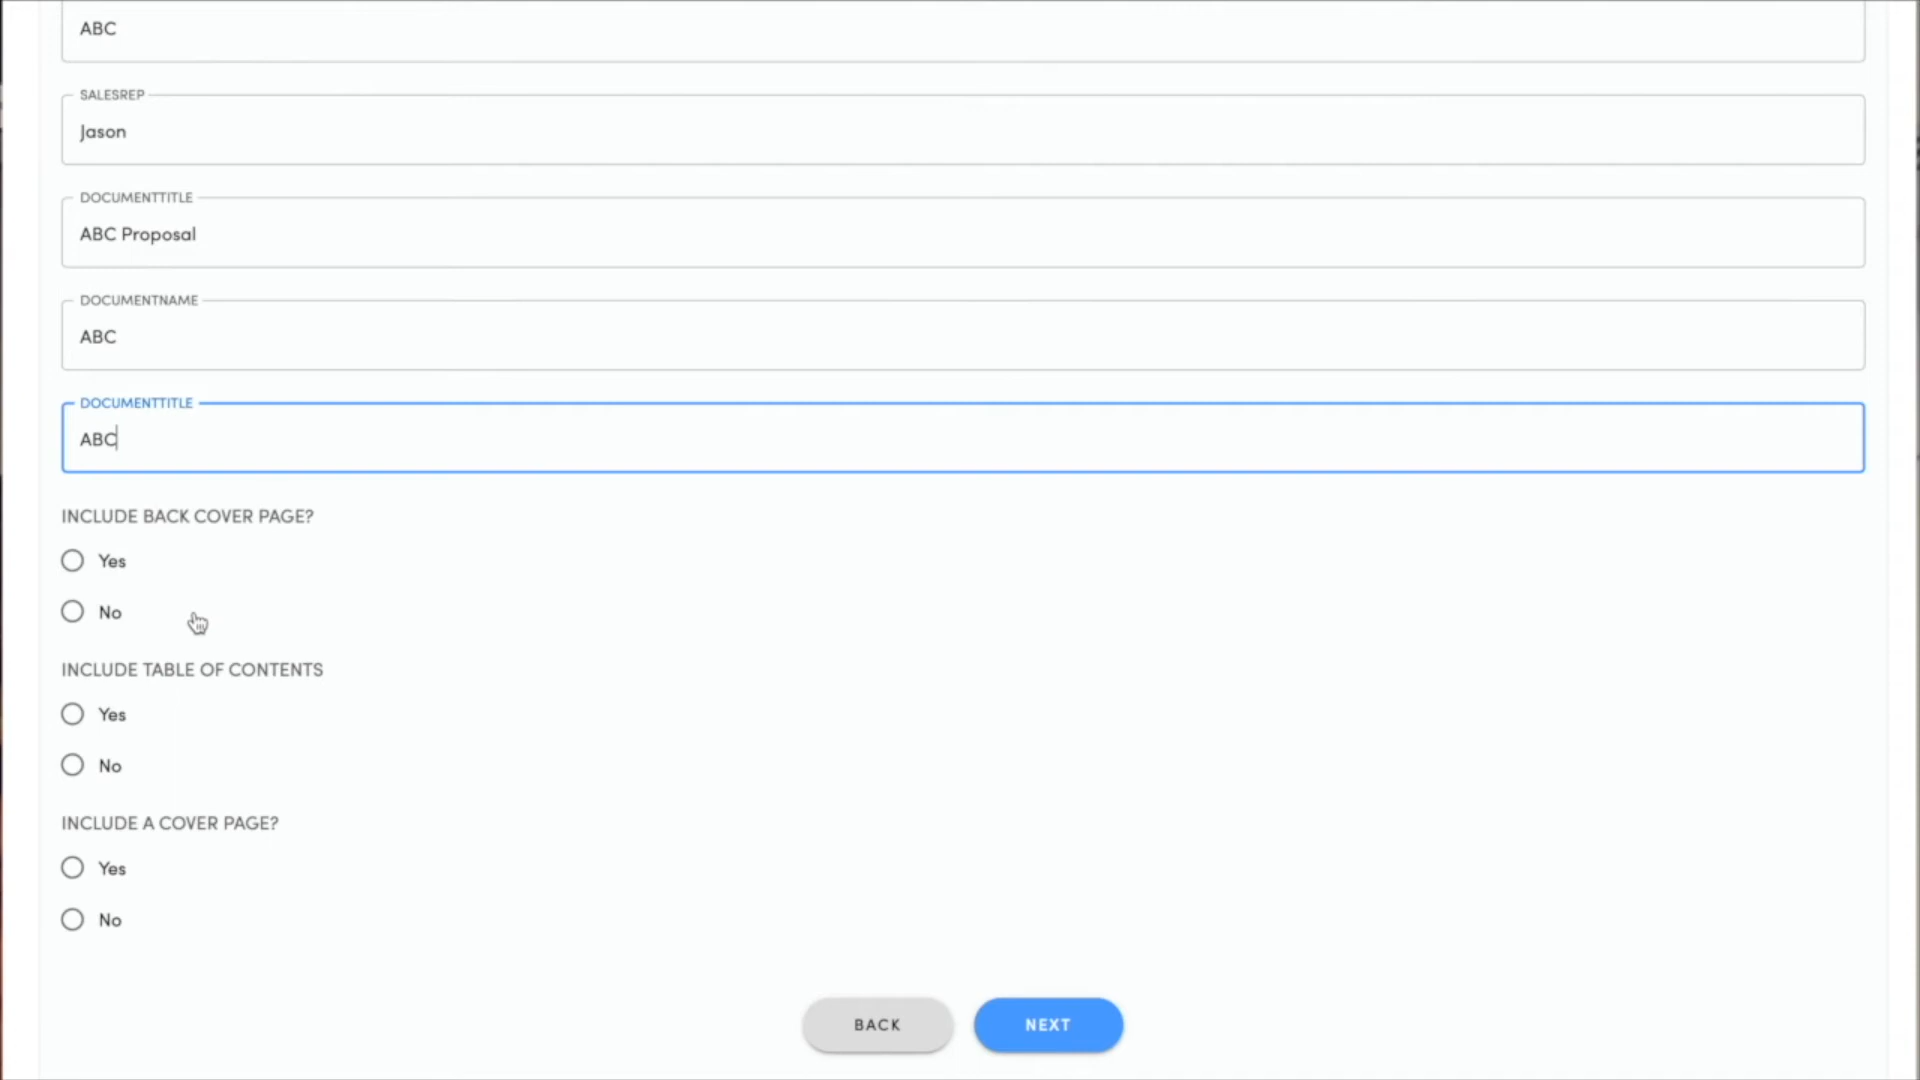 ABC
SALESREP
Jason
DOCUMENTTITLE
ABC Proposal
DOCUMENTNAME
ABC
DOCUMENTTITLE
ABC
INCLUDE BACK COVER PAGE?
Yes
No
INCLUDE TABLE OF CONTENTS
Yes
No
INCLUDE A COVER PAGE?
Yes
No
BACK NEXT